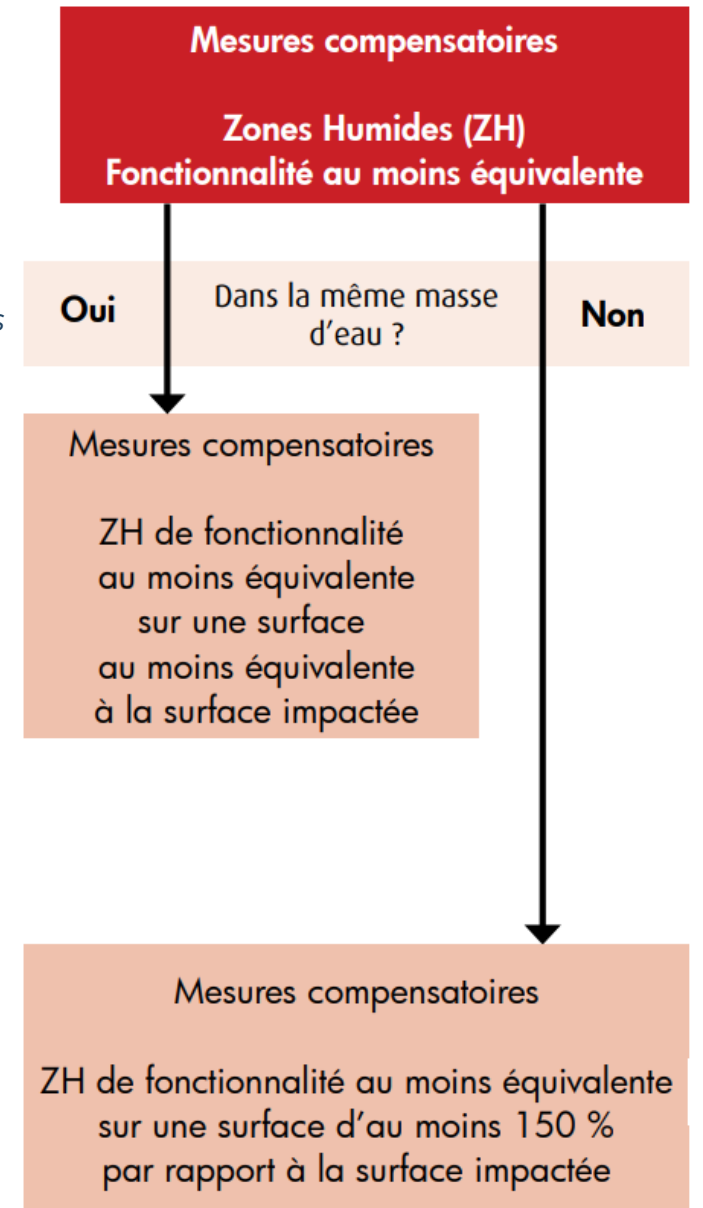 Mesures compensatoires
Zones Humides (ZH)
Fonctionnalité au moins équivalente
Oui
Dans la même masse
d'eau ?
Non
Mesures compensatoires
ZH de fonctionnalité
au moins équivalente
sur une surface
au moins équivalente
à la surface impactée
Mesures compensatoires
ZH de fonctionnalité au moins équivalente
sur une surface d'au moins 150 %
par rapport à la surface impactée